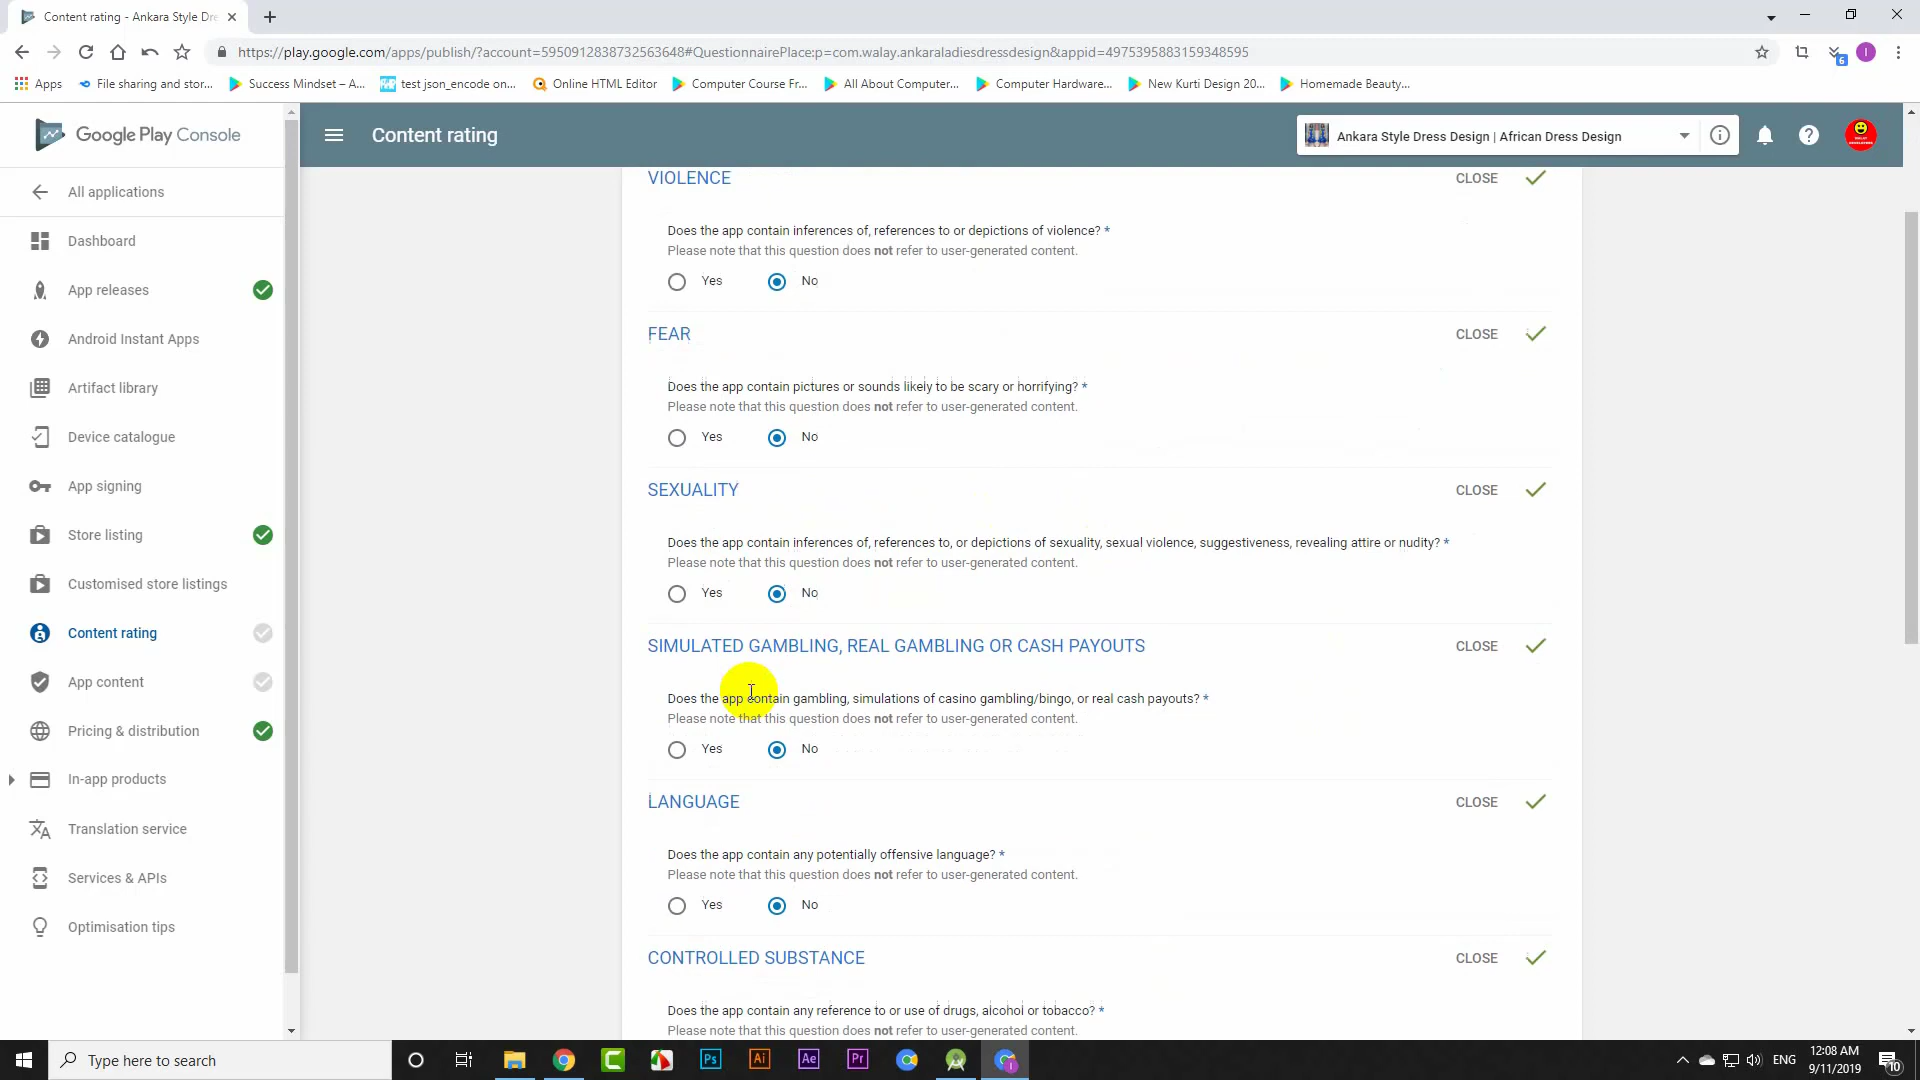 Content rating - Ankara Style Dre
https://play.google.com/apps/publish/?account=5950912838732563648#QuestionnairePlace:p=com.walay.ankaraladiesdressdesign&appid=4975395883159348595
6
I
Apps
File sharing and stor...
Success Mindset – A...
test json_encode on...
Online HTML Editor
Computer Course Fr...
All About Computer...
Computer Hardware...
New Kurti Design 20...
Homemade Beauty...
Google Play Console
Content rating
Ankara Style Dress Design | African Dress Design
All applications
Dashboard
App releases
Android Instant Apps
Artifact library
Device catalogue
App signing
Store listing
Customised store listings
Content rating
App content
Pricing & distribution
In-app products
Translation service
Services & APIs
Optimisation tips
VIOLENCE
CLOSE
Does the app contain inferences of, references to or depictions of violence? *
Please note that this question does not refer to user-generated content.
Yes No
FEAR
CLOSE
Does the app contain pictures or sounds likely to be scary or horrifying? *
Please note that this question does not refer to user-generated content.
Yes No
SEXUALITY
CLOSE
Does the app contain inferences of, references to, or depictions of sexuality, sexual violence, suggestiveness, revealing attire or nudity? *
Please note that this question does not refer to user-generated content.
Yes No
SIMULATED GAMBLING, REAL GAMBLING OR CASH PAYOUTS
CLOSE
Does the app contain gambling, simulations of casino gambling/bingo, or real cash payouts? *
Please note that this question does not refer to user-generated content.
Yes No
LANGUAGE
CLOSE
Does the app contain any potentially offensive language? *
Please note that this question does not refer to user-generated content.
Yes No
CONTROLLED SUBSTANCE
CLOSE
Does the app contain any reference to or use of drugs, alcohol or tobacco? *
Please note that this question does not refer to user-generated content.
Type here to search
Ps
Ai
Ae
Pr
I
ENG
12:08 AM
9/11/2019
10